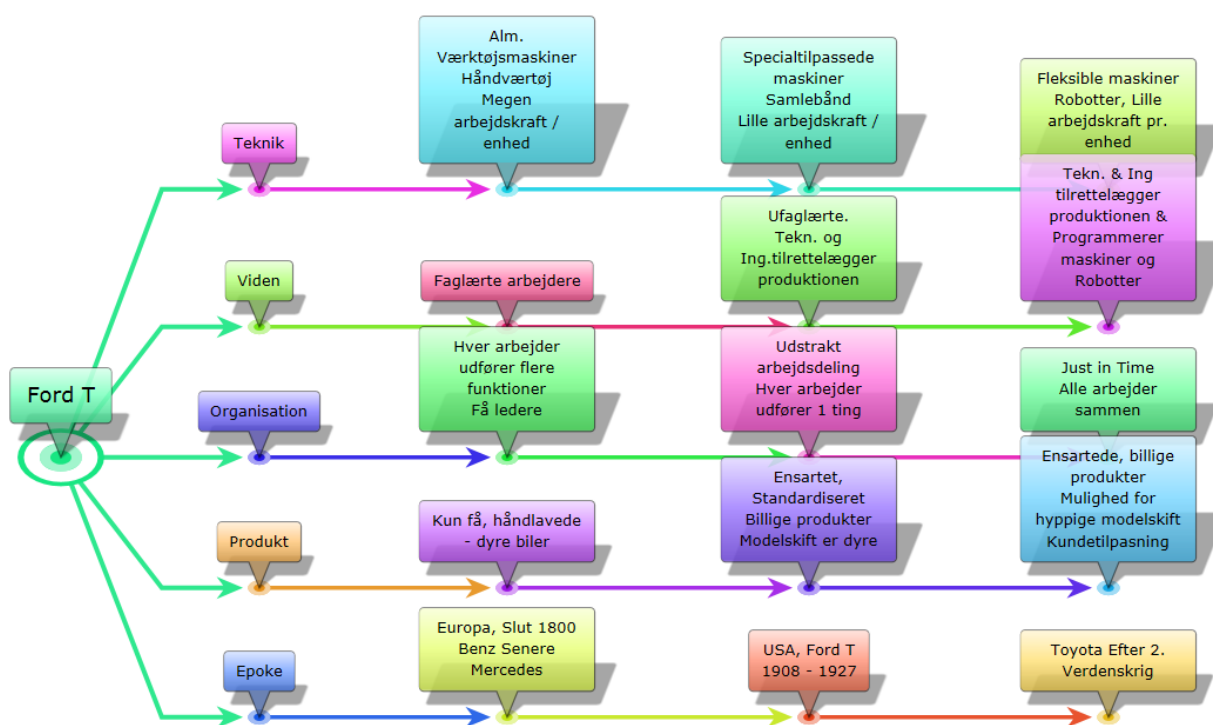 Ford T
Teknik
Alm.
Værktøjsmaskiner
Håndværtøj
Megen
arbejdskraft /
enhed
Specialtilpassede
maskiner
Samlebånd
Lille arbejdskraft /
enhed
Fleksible maskiner
Robotter, Lille
arbejdskraft pr.
enhed
Viden
Faglærte arbejdere
Ufaglærte.
Tekn. og
Ing.tilrettelægger
produktionen
Tekn. & Ing
tilrettelægger
produktionen &
Programmerer
maskiner og
Robotter
Organisation
Hver arbejder
udfører flere
funktioner
Få ledere
Udstrakt
arbejdsdeling
Hver arbejder
udfører 1 ting
Just in Time
Alle arbejder
sammen
Produkt
Kun få, håndlavede
- dyre biler
Ensartet,
Standardiseret
Billige produkter
Modelskift er dyre
Ensartede, billige
produkter
Mulighed for
hyppige modelskift
Kundetilpasning
Epoke
Europa, Slut 1800
Benz Senere
Mercedes
USA, Ford T
1908 - 1927
Toyota Efter 2.
Verdenskrig